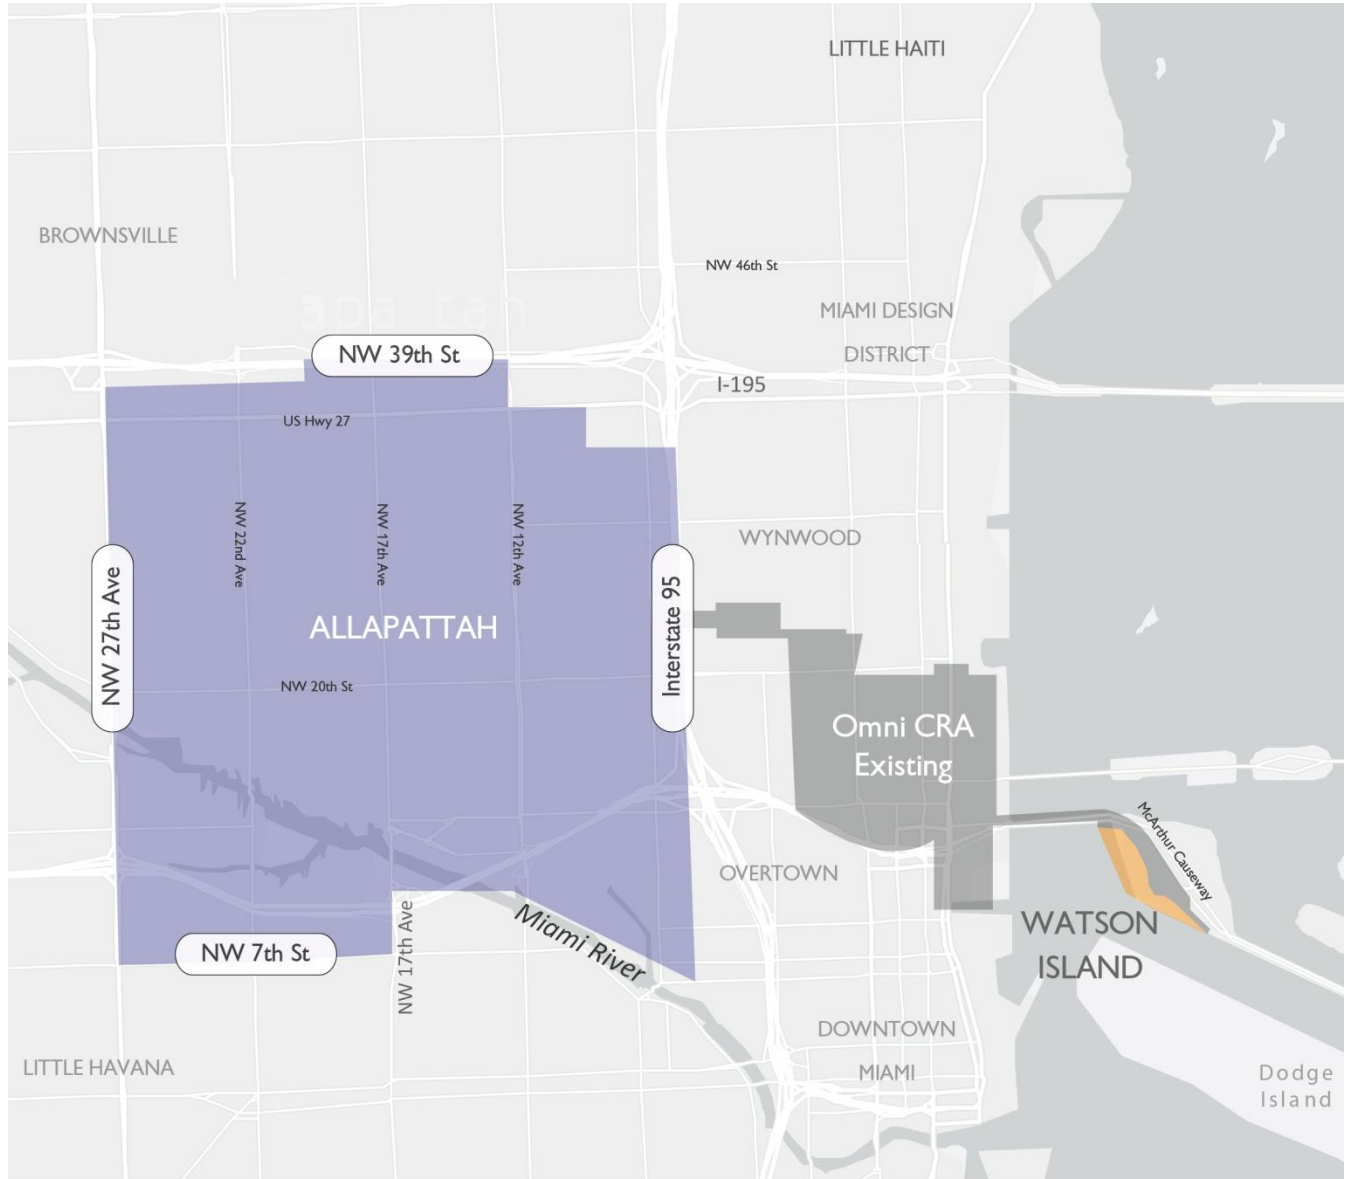 LITTLE HAITI
BROWNSVILLE
NW 46th St
MIAMI DESIGN
DISTRICT
NW 39th St
I-195
US Hwy 27
NW 22nd Ave
NW 17th Ave
NW 12th Ave
WYNWOOD
NW 27th Ave
ALLAPATTAH
Interstate 95
NW 20th St
Omni CRA
Existing
McArthur Causeway
OVERTOWN
WATSON
ISLAND
Miami River
NW 7th St
NW 17th Ave
DOWNTOWN
MIAMI
LITTLE HAVANA
Dodge
Island